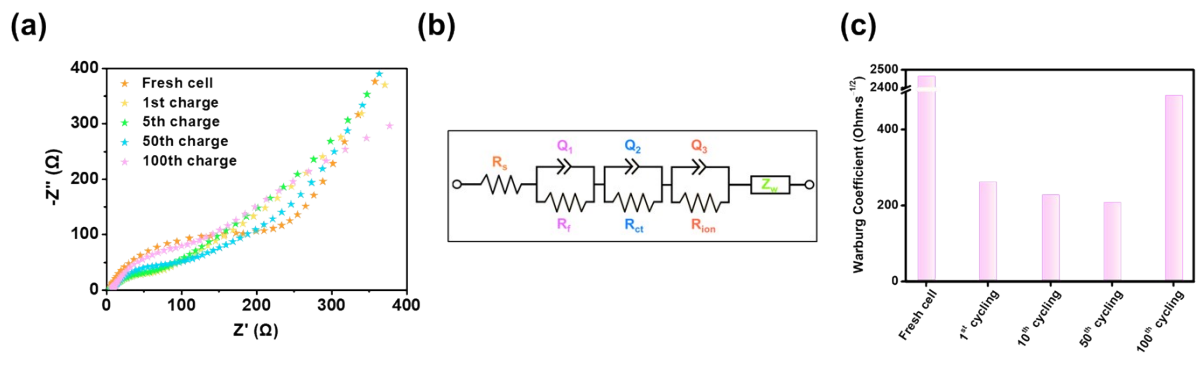 (a)
400
300
200
100
0
-Z″ (Ω)
Fresh cell
1st charge
5th charge
50th charge
100th charge
0
100
200
300
400
Z' (Ω)
(b)
Q1
Q2
Q3
Rs
Zw
Rf
Rct
Rion
(c)
Warburg Coefficient (Ohm•s 1/2)
2500
2400
400
200
0
Fresh cell
1st cycling
10th cycling
50th cycling
100th cycling